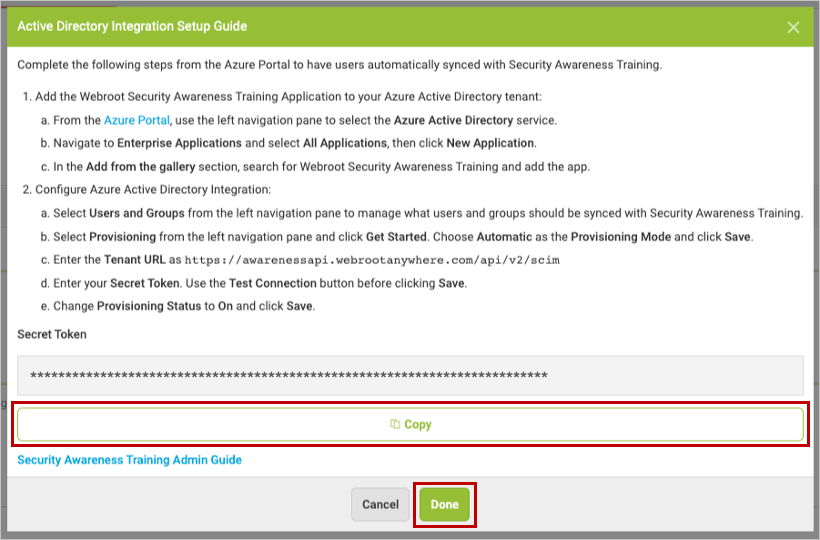 Active Directory Integration Setup Guide
Complete the following steps from the Azure Portal to have users automatically synced with Security Awareness Training.
1. Add the Webroot Security Awareness Training Application to your Azure Active Directory tenant:
a. From the Azure Portal, use the left navigation pane to select the Azure Active Directory service.
b. Navigate to Enterprise Applications and select All Applications, then click New Application.
c. In the Add from the gallery section, search for Webroot Security Awareness Training and add the app.
2. Configure Azure Active Directory Integration:
a. Select Users and Groups from the left navigation pane to manage what users and groups should be synced with Security Awareness Training.
b. Select Provisioning from the left navigation pane and click Get Started. Choose Automatic as the Provisioning Mode and click Save.
c. Enter the Tenant URL as https://awarenessapi.webrootanywhere.com/api/v2/scim
d. Enter your Secret Token. Use the Test Connection button before clicking Save.
e. Change Provisioning Status to On and click Save.
Secret Token
**************************************************************************
Copy
Security Awareness Training Admin Guide
Cancel
Done